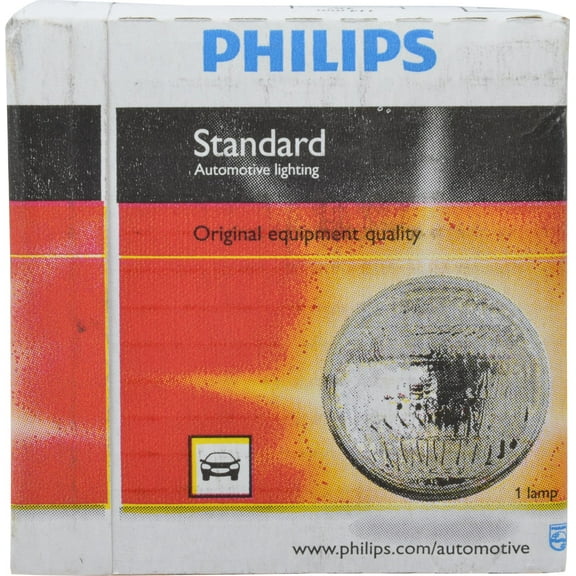 PHILIPS
Standard
Automotive lighting
Original equipment quality
1 lamp
www.philips.com/automotive